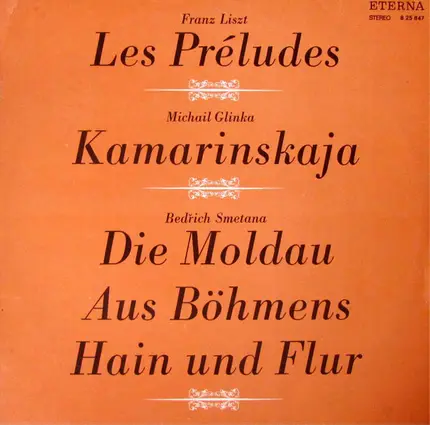 ETERNA
STEREO 8 25 847
Franz Liszt
Les Préludes
Michail Glinka
Kamarinskaja
Bedřich Smetana
Die Moldau
Aus Böhmens
Hain und Flur